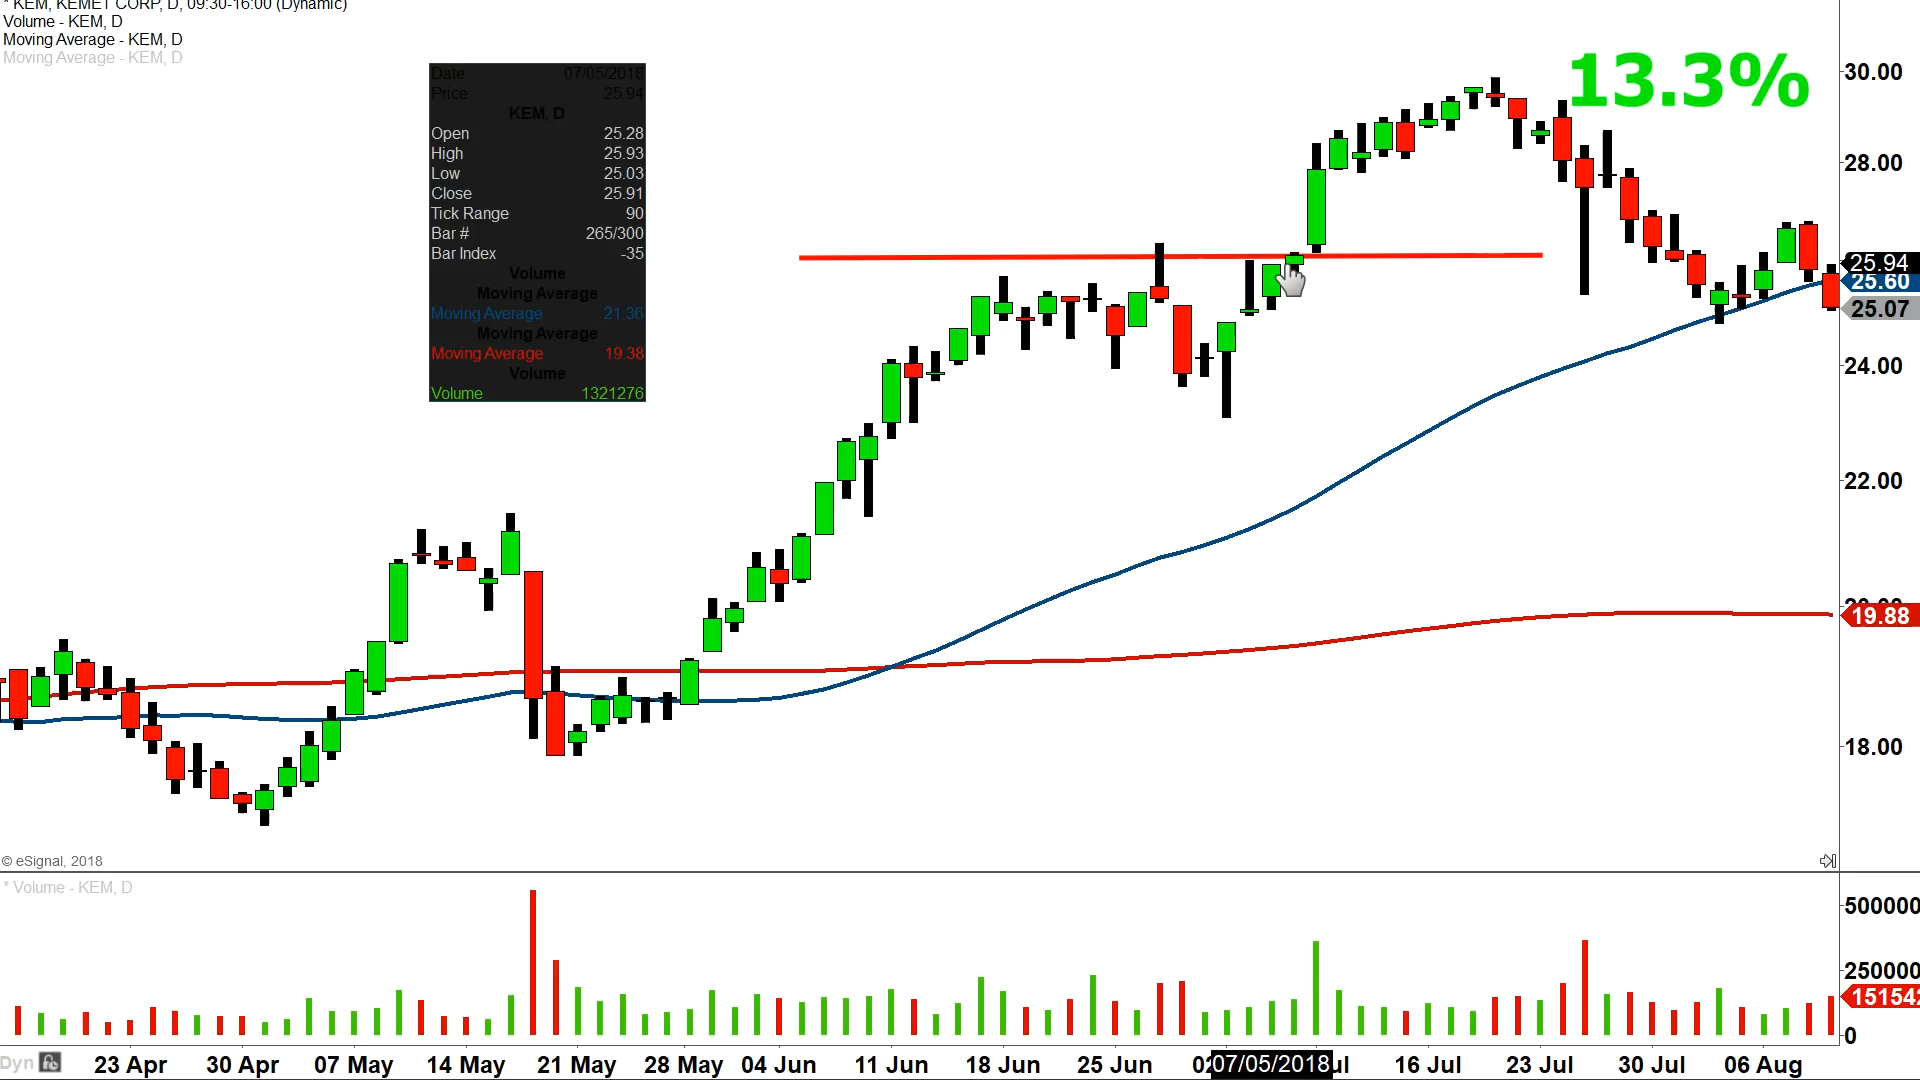 * KEM, KEMET CORP, D, 09:30-16:00 (Dynamic)
Volume - KEM, D
Moving Average - KEM, D
Moving Average - KEM, D
13.3%
Date 07/05/2018
Price 25.94
KEM, D
Open 25.28
High 25.93
Low 25.03
Close 25.91
Tick Range 90
Bar # 265/300
Bar Index -35
Volume
Moving Average
Moving Average 21.36
Moving Average
Moving Average 19.38
Volume
Volume 1321276
30.00
28.00
25.94
25.60
25.07
24.00
22.00
19.88
18.00
© eSignal, 2018
* Volume - KEM, D
500000
250000
151542
0
Dyn
23 Apr 30 Apr 07 May 14 May 21 May 28 May 04 Jun 11 Jun 18 Jun 25 Jun 07/05/2018 16 Jul 23 Jul 30 Jul 06 Aug